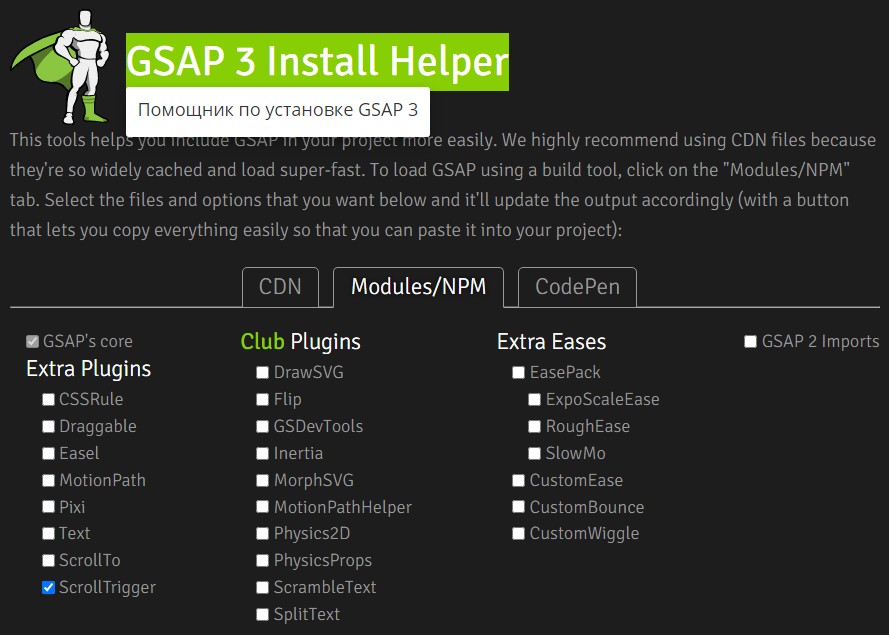 GSAP 3 Install Helper
Помощник по установке GSAP 3
This tools helps you include GSAP in your project more easily. We highly recommend using CDN files because
they're so widely cached and load super-fast. To load GSAP using a build tool, click on the "Modules/NPM"
tab. Select the files and options that you want below and it'll update the output accordingly (with a button
that lets you copy everything easily so that you can paste it into your project):
CDN
Modules/NPM
CodePen
GSAP's core
Extra Plugins
CSSRule
Draggable
Easel
MotionPath
Pixi
Text
ScrollTo
ScrollTrigger
Club Plugins
DrawSVG
Flip
GSDevTools
Inertia
MorphSVG
MotionPathHelper
Physics2D
PhysicsProps
ScrambleText
SplitText
Extra Eases
EasePack
ExpoScaleEase
RoughEase
SlowMo
CustomEase
CustomBounce
CustomWiggle
GSAP 2 Imports